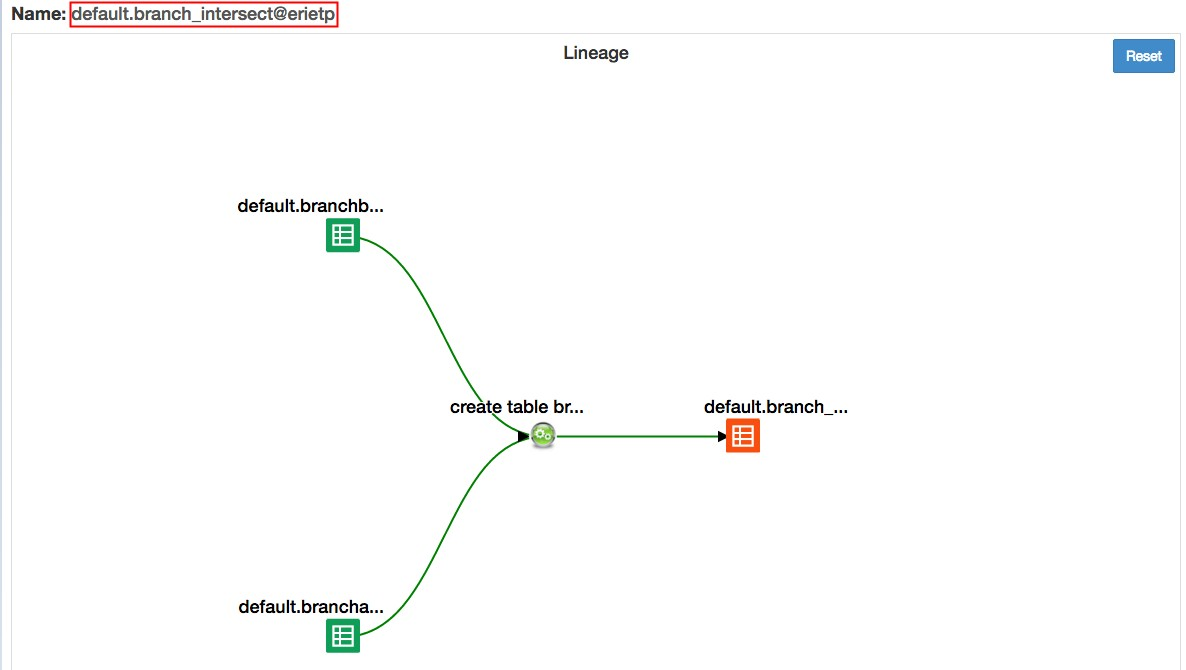 Name: default.branch_intersect@erietp
Lineage
Reset
default.branchb...
create table br...
default.branch_...
default.brancha...